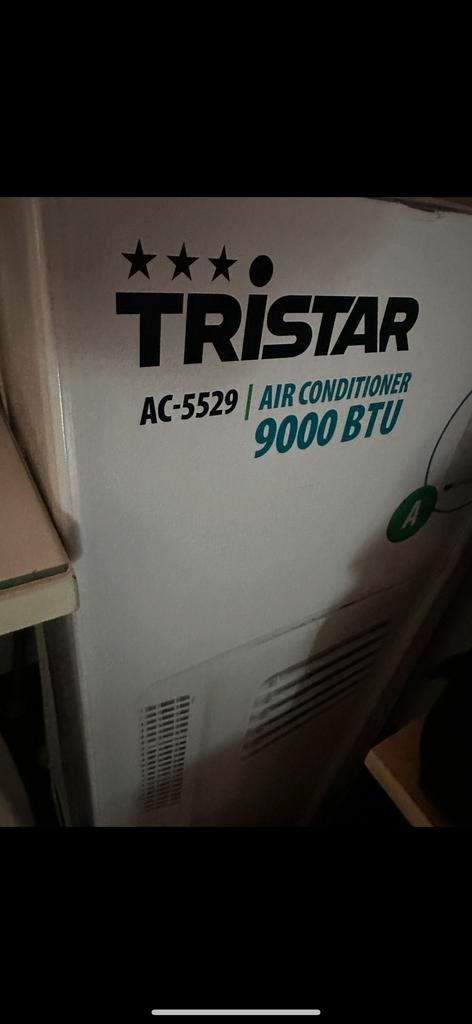 TRiSTAR
AC-5529 | AIR CONDITIONER
9000 BTU
A